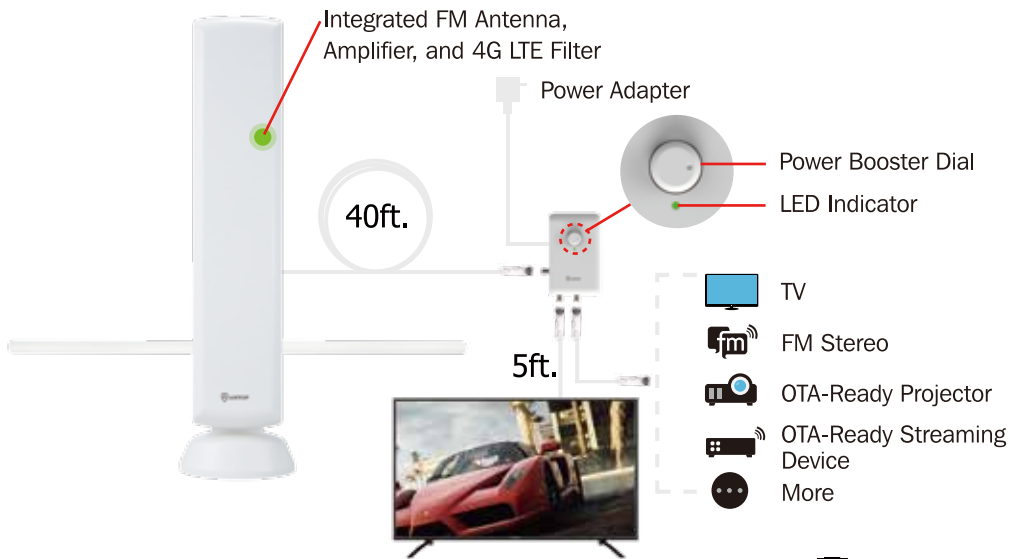 Integrated FM Antenna,
Amplifier, and 4G LTE Filter
Power Adapter
Power Booster Dial
LED Indicator
40ft.
TV
fm
FM Stereo
5ft.
OTA-Ready Projector
OTA-Ready Streaming
Device
More